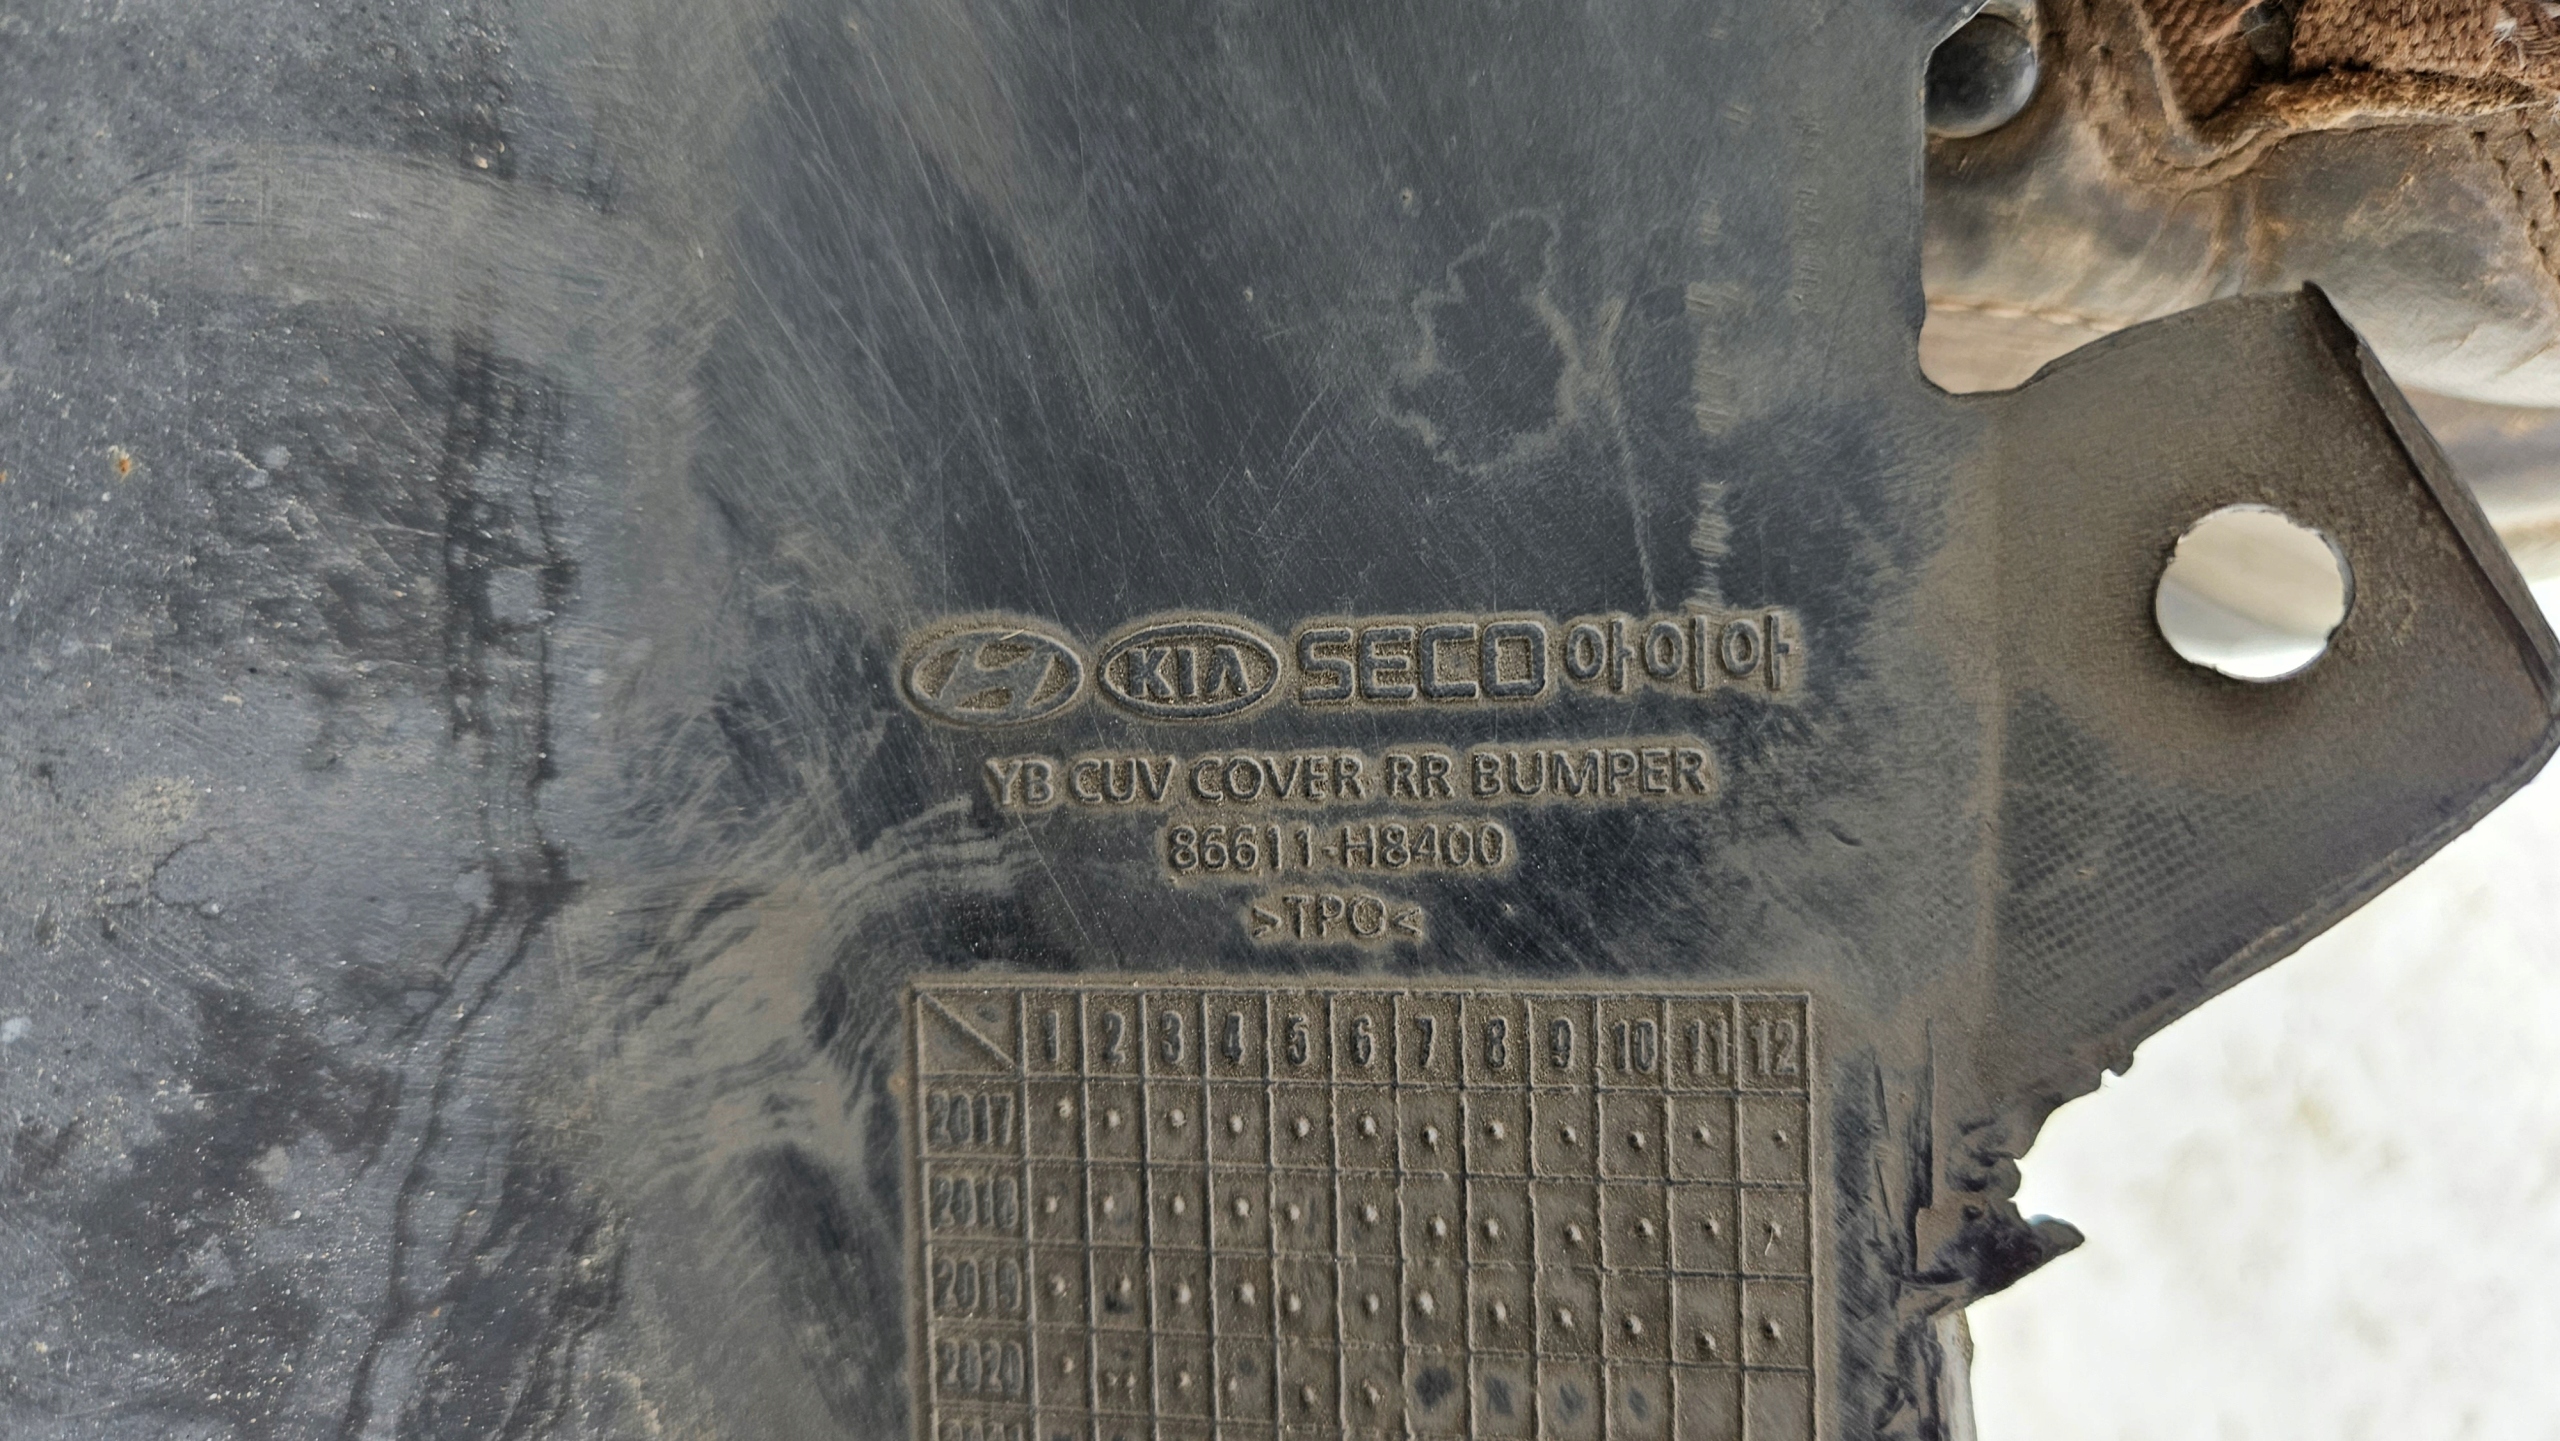 KIA SECO 아이아
YB CUV COVER-RR BUMPER
86611-H8400
>TPO<
1 2 3 4 5 6 7 8 9 10 11 12
2017
2018
2019
2020